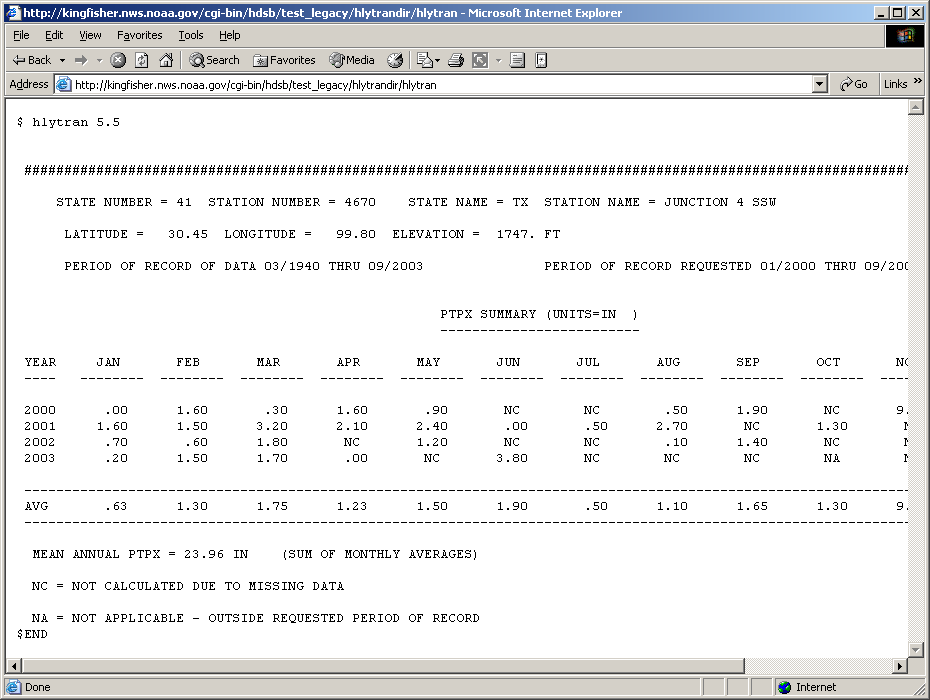 http://kingfisher.nws.noaa.gov/cgi-bin/hdsb/test_legacy/hlytrandir/hlytran - Microsoft Internet Explorer
File Edit View Favorites Tools Help
Back Search Favorites Media
Address http://kingfisher.nws.noaa.gov/cgi-bin/hdsb/test_legacy/hlytrandir/hlytran Go Links »
$ hlytran 5.5
###############################################################################################################
STATE NUMBER = 41 STATION NUMBER = 4670 STATE NAME = TX STATION NAME = JUNCTION 4 SSW
LATITUDE = 30.45 LONGITUDE = 99.80 ELEVATION = 1747. FT
PERIOD OF RECORD OF DATA 03/1940 THRU 09/2003 PERIOD OF RECORD REQUESTED 01/2000 THRU 09/200
PTPX SUMMARY (UNITS=IN )
-------------------------
YEAR JAN FEB MAR APR MAY JUN JUL AUG SEP OCT NO
---- -------- -------- -------- -------- -------- -------- -------- -------- -------- -------- ----
2000 .00 1.60 .30 1.60 .90 NC NC .50 1.90 NC 9.
2001 1.60 1.50 3.20 2.10 2.40 .00 .50 2.70 NC 1.30 N
2002 .70 .60 1.80 NC 1.20 NC NC .10 1.40 NC N
2003 .20 1.50 1.70 .00 NC 3.80 NC NC NC NA N
---------------------------------------------------------------------------------------------------------------
AVG .63 1.30 1.75 1.23 1.50 1.90 .50 1.10 1.65 1.30 9.
---------------------------------------------------------------------------------------------------------------
MEAN ANNUAL PTPX = 23.96 IN (SUM OF MONTHLY AVERAGES)
NC = NOT CALCULATED DUE TO MISSING DATA
NA = NOT APPLICABLE - OUTSIDE REQUESTED PERIOD OF RECORD
$END
Done Internet